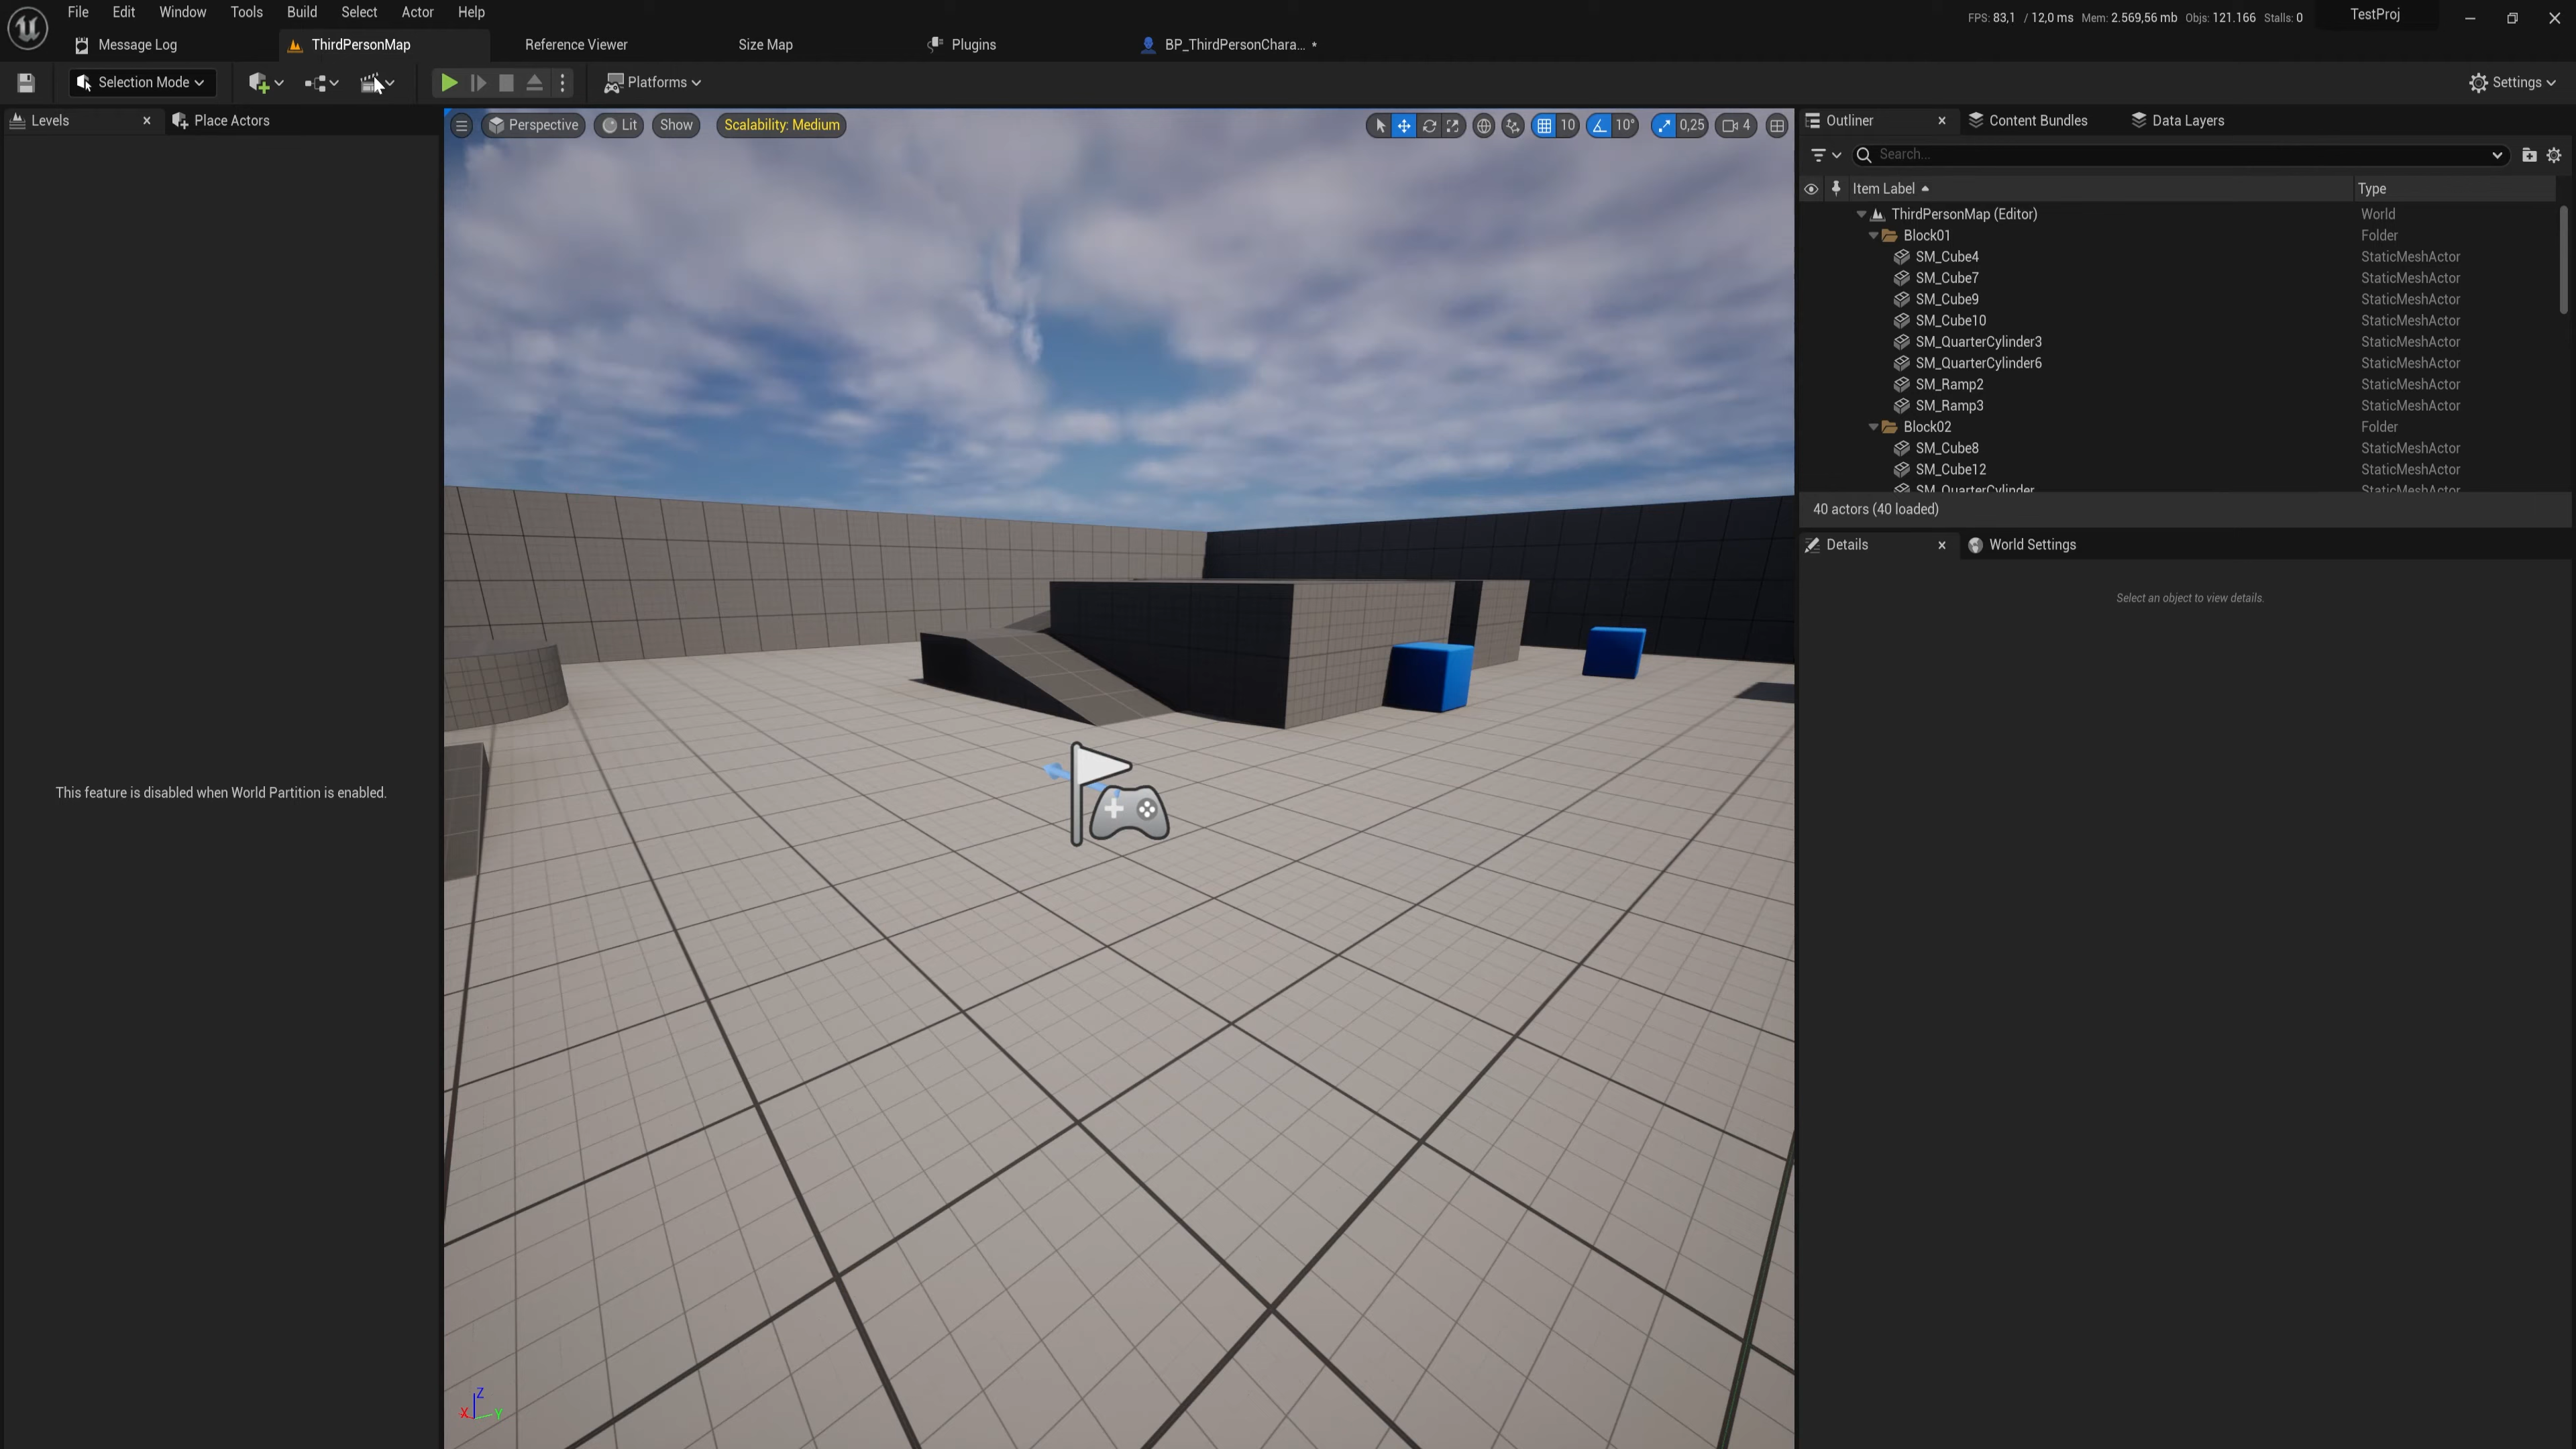 File Edit Window Tools Build Select Actor Help
FPS: 83,1 / 12,0 ms Mem: 2.569,56 mb Objs: 121.166 Stalls: 0 TestProj
Message Log ThirdPersonMap Reference Viewer Size Map Plugins BP_ThirdPersonChara... *
Selection Mode Platforms Settings
Levels Place Actors
Perspective Lit Show Scalability: Medium 10 10° 0,25 4
Outliner Content Bundles Data Layers
Search...
Item Label Type
ThirdPersonMap (Editor) World
Block01 Folder
SM_Cube4 StaticMeshActor
SM_Cube7 StaticMeshActor
SM_Cube9 StaticMeshActor
SM_Cube10 StaticMeshActor
SM_QuarterCylinder3 StaticMeshActor
SM_QuarterCylinder6 StaticMeshActor
SM_Ramp2 StaticMeshActor
SM_Ramp3 StaticMeshActor
Block02 Folder
SM_Cube8 StaticMeshActor
SM_Cube12 StaticMeshActor
SM_QuarterCylinder StaticMeshActor
40 actors (40 loaded)
Details World Settings
Select an object to view details.
This feature is disabled when World Partition is enabled.
Z
X Y